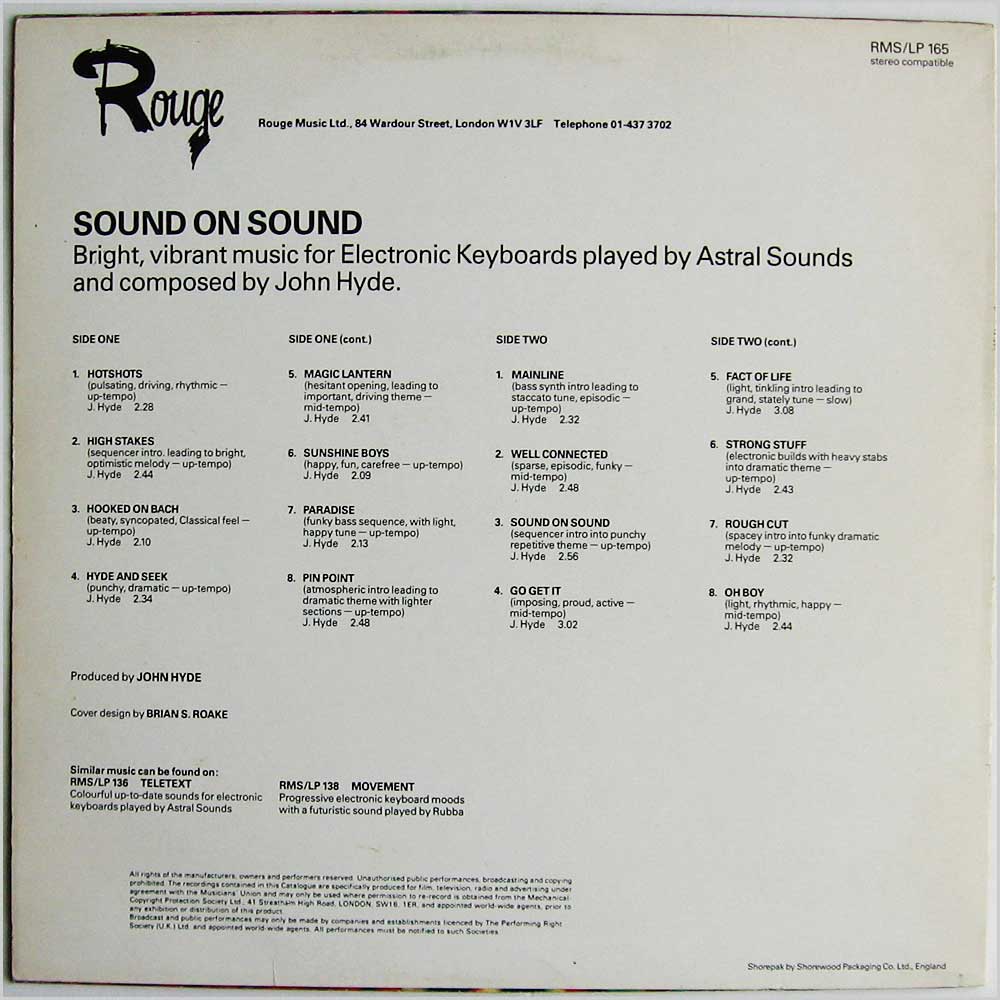 Rouge
RMS/LP 165
stereo compatible
Rouge Music Ltd., 84 Wardour Street, London W1V 3LF Telephone 01-437 3702
SOUND ON SOUND
Bright, vibrant music for Electronic Keyboards played by Astral Sounds
and composed by John Hyde.
SIDE ONE
1. HOTSHOTS
(pulsating, driving, rhythmic —
up-tempo)
J. Hyde 2.28
2. HIGH STAKES
(sequencer intro. leading to bright,
optimistic melody — up-tempo)
J. Hyde 2.44
3. HOOKED ON BACH
(beaty, syncopated, Classical feel —
up-tempo)
J. Hyde 2.10
4. HYDE AND SEEK
(punchy, dramatic — up-tempo)
J. Hyde 2.34
SIDE ONE (cont.)
5. MAGIC LANTERN
(hesitant opening, leading to
important, driving theme —
mid-tempo)
J. Hyde 2.41
6. SUNSHINE BOYS
(happy, fun, carefree — up-tempo)
J. Hyde 2.09
7. PARADISE
(funky bass sequence, with light,
happy tune — up-tempo)
J. Hyde 2.13
8. PIN POINT
(atmospheric intro leading to
dramatic theme with lighter
sections — up-tempo)
J. Hyde 2.48
SIDE TWO
1. MAINLINE
(bass synth intro leading to
staccato tune, episodic —
up-tempo)
J. Hyde 2.32
2. WELL CONNECTED
(sparse, episodic, funky —
mid-tempo)
J. Hyde 2.48
3. SOUND ON SOUND
(sequencer intro into punchy
repetitive theme — up-tempo)
J. Hyde 2.56
4. GO GET IT
(imposing, proud, active —
mid-tempo)
J. Hyde 3.02
SIDE TWO (cont.)
5. FACT OF LIFE
(light, tinkling intro leading to
grand, stately tune — slow)
J. Hyde 3.08
6. STRONG STUFF
(electronic builds with heavy stabs
into dramatic theme —
up-tempo)
J. Hyde 2.43
7. ROUGH CUT
(spacey intro into funky dramatic
melody — up-tempo)
J. Hyde 2.32
8. OH BOY
(light, rhythmic, happy —
mid-tempo)
J. Hyde 2.44
Produced by JOHN HYDE
Cover design by BRIAN S. ROAKE
Similar music can be found on:
RMS/LP 136 TELETEXT
Colourful up-to-date sounds for electronic
keyboards played by Astral Sounds
RMS/LP 138 MOVEMENT
Progressive electronic keyboard moods
with a futuristic sound played by Rubba
All rights of the manufacturers, owners and performers reserved. Unauthorised public performances, broadcasting and copying
prohibited. The recordings contained in this Catalogue are specifically produced for film, television, radio and advertising under
agreement with the Musicians' Union and may only be used where permission to re-record is obtained from the Mechanical-
Copyright Protection Society Ltd., 41 Streatham High Road, LONDON, SW16, 1ER, and appointed world-wide agents, prior to
any exhibition or distribution of this product.
Broadcast and public performances may only be made by companies and establishments licenced by The Performing Right
Society (U.K.) Ltd. and appointed world-wide agents. All performances must be notified to such Societies.
Shorepak by Shorewood Packaging Co. Ltd., England